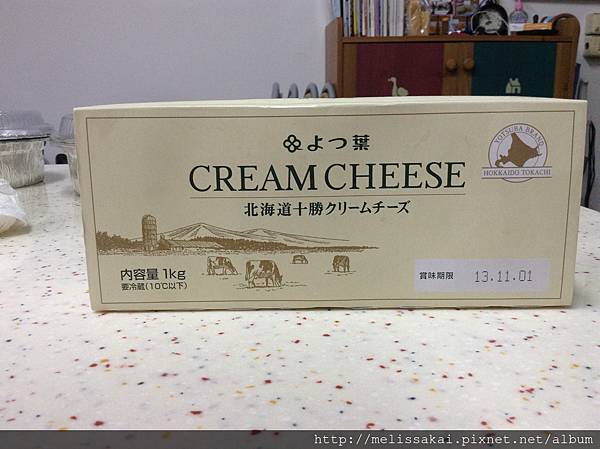 よつ葉
CREAM CHEESE
北海道十勝クリームチーズ
YOTSUBA BRAND
HOKKAIDO TOKACHI
内容量 1kg
要冷蔵(10℃以下)
賞味期限 13.11.01
http://melissakai.pixnet.net/album